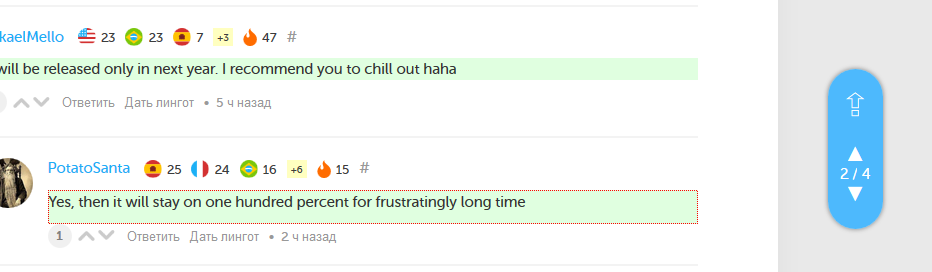 kaelMello 23 23 7 +3 47 #
will be released only in next year. I recommend you to chill out haha
Ответить Дать лингот • 5 ч назад
PotatoSanta 25 24 16 +6 15 #
Yes, then it will stay on one hundred percent for frustratingly long time
1 Ответить Дать лингот • 2 ч назад
2 / 4